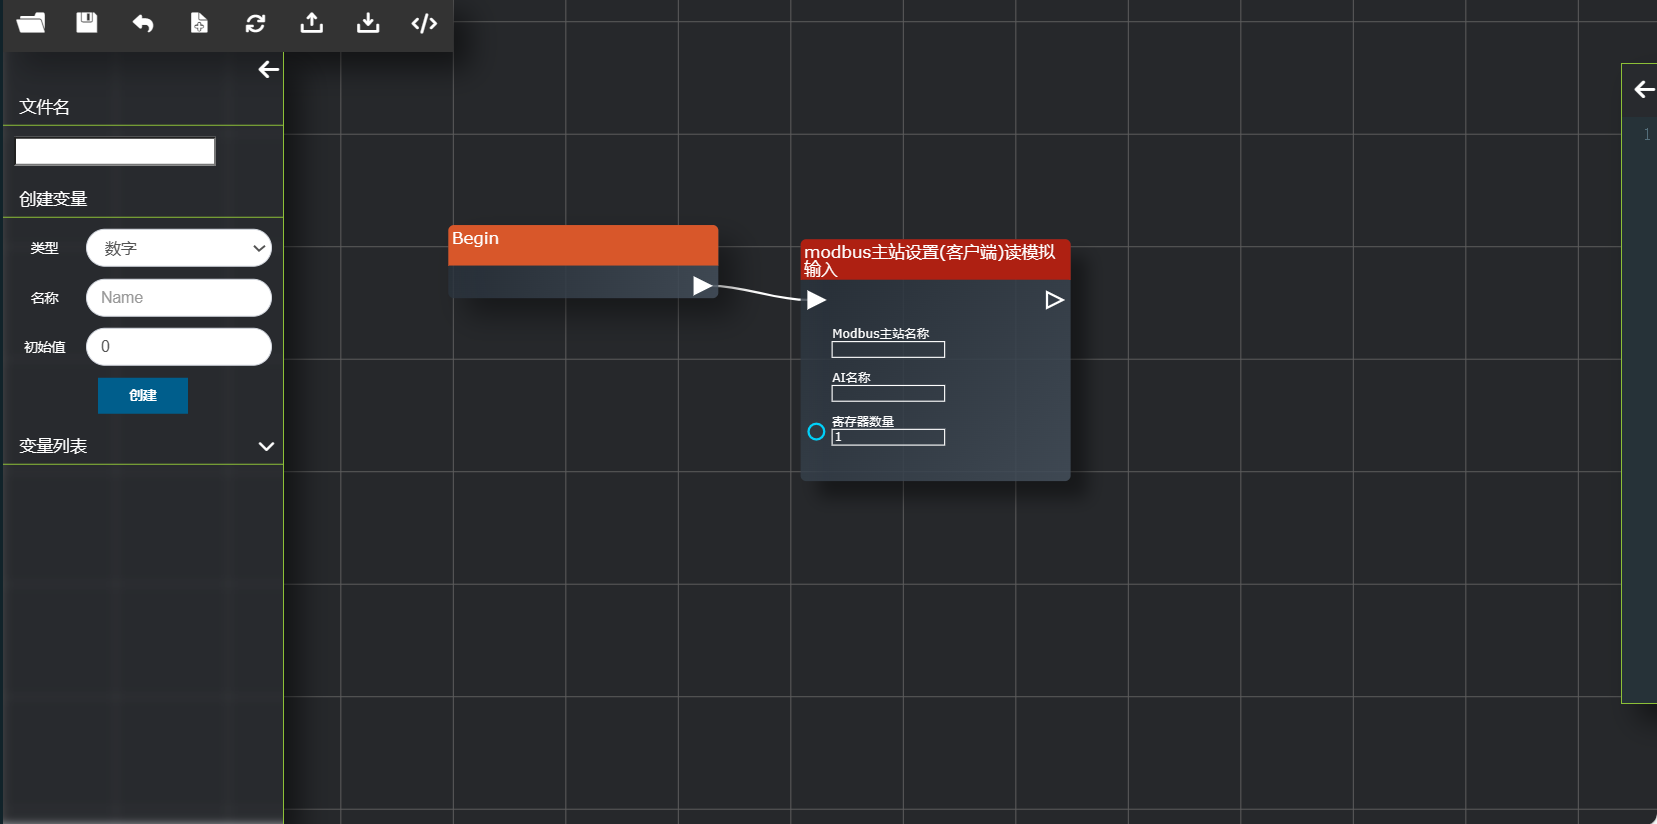 文件名
创建变量
类型
数字
名称
Name
初始值
0
创建
变量列表
Begin
modbus主站设置(客户端)读模拟
输入
Modbus主站名称
AI名称
寄存器数量
1
1